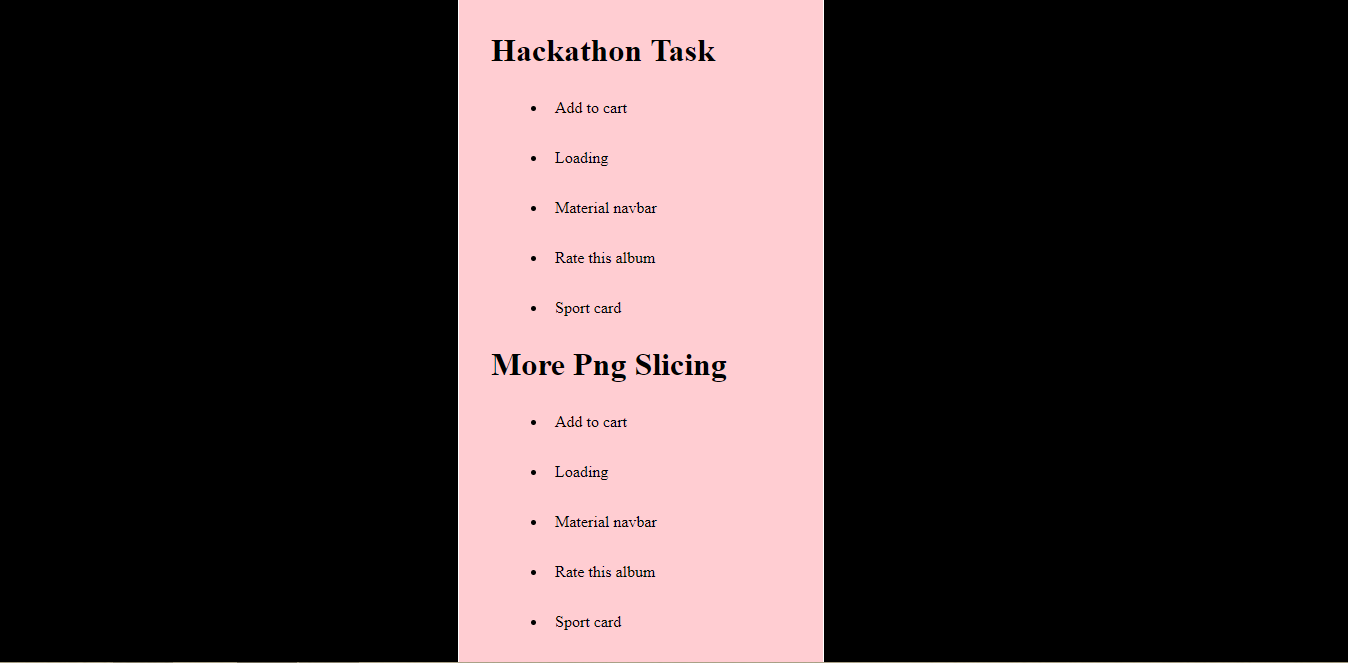 Hackathon Task
Add to cart
Loading
Material navbar
Rate this album
Sport card
More Png Slicing
Add to cart
Loading
Material navbar
Rate this album
Sport card